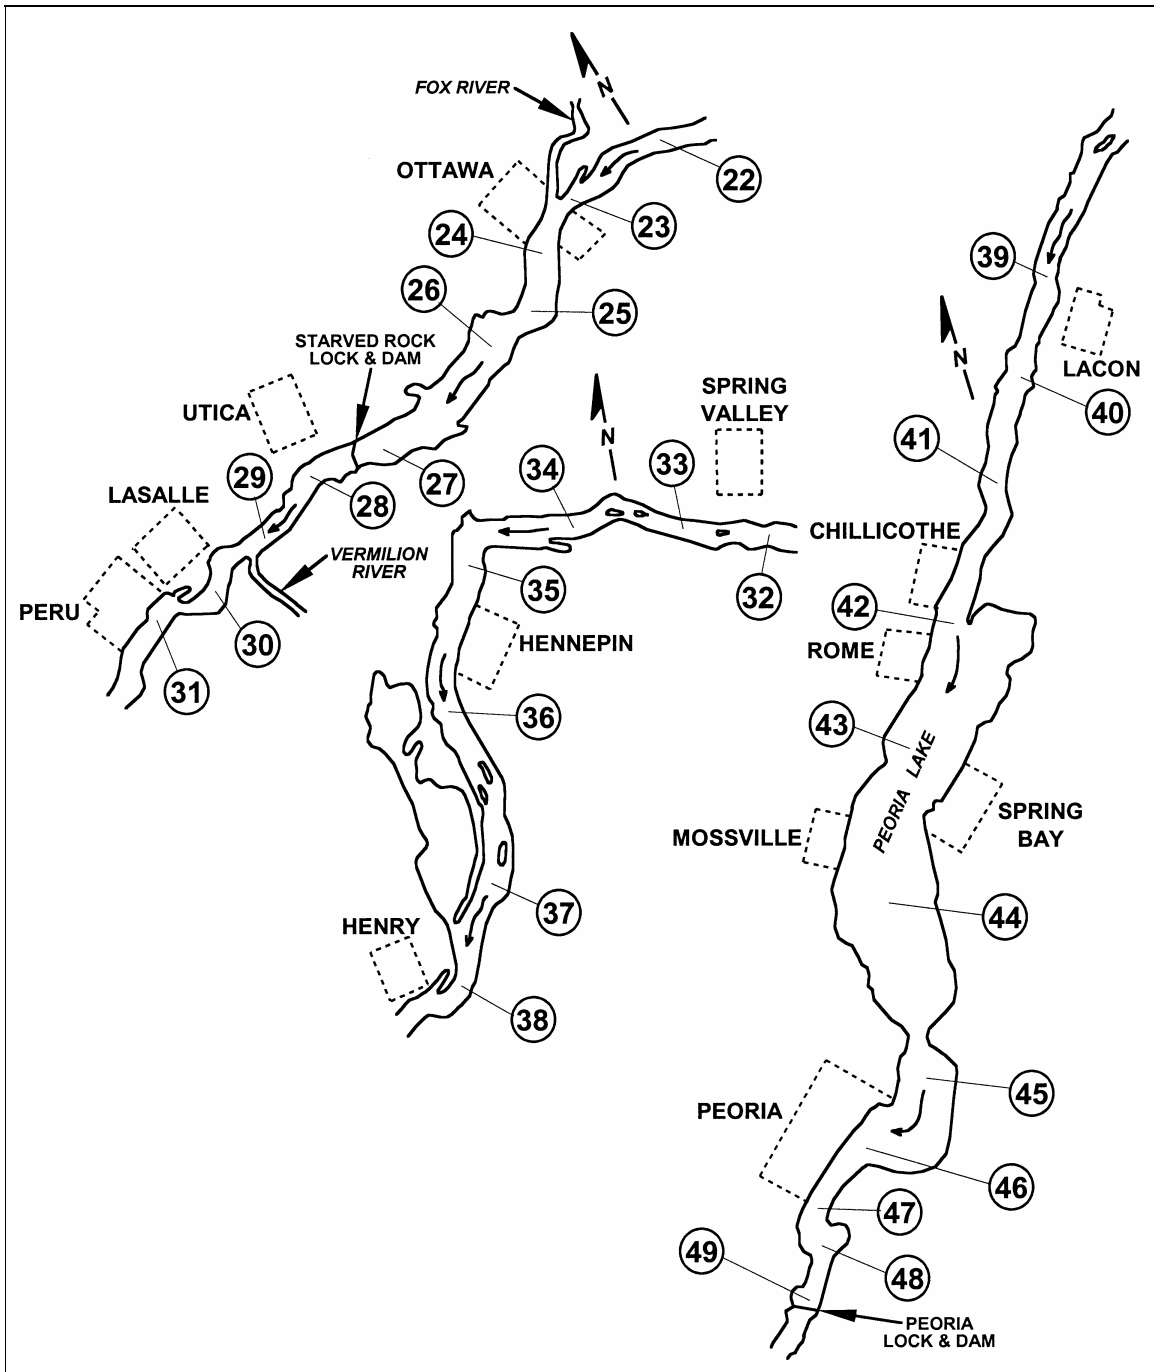 FOX RIVER
N
OTTAWA
22
23
24
25
26
STARVED ROCK
LOCK & DAM
UTICA
27
28
29
LASALLE
VERMILION
RIVER
PERU
30
31
N
SPRING
VALLEY
34
33
32
35
HENNEPIN
36
37
HENRY
38
39
N
LACON
40
41
CHILLICOTHE
42
ROME
43
PEORIA LAKE
MOSSVILLE
SPRING
BAY
44
45
PEORIA
46
47
48
49
PEORIA
LOCK & DAM